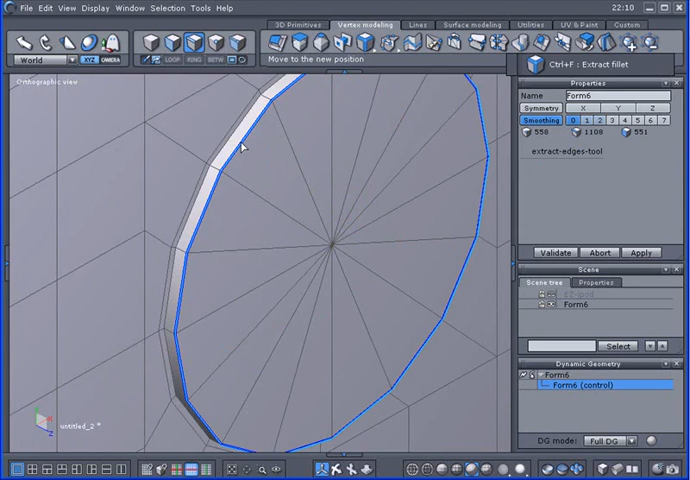 File Edit View Display Window Selection Tools Help 22:10
3D Primitives Vertex modeling Lines Surface modeling Utilities UV & Paint Custom
World XYZ CAMERA LOOP RING BETW
Move to the new position
Ctrl+F : Extract fillet
Orthographic view
Properties
Name Form6
Symmetry X Y Z
Smoothing 0 1 2 3 4 5 6 7
558 1108 551
extract-edges-tool
Validate Abort Apply
Scene
Scene tree Properties
Form6
Select
Dynamic Geometry
Form6
Form6 (control)
untitled_2 *
DG mode: Full DG